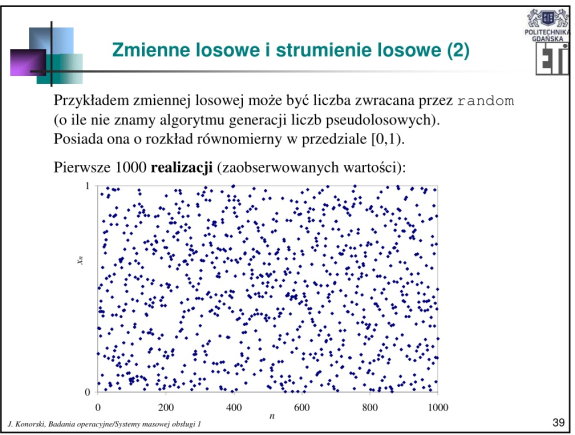 POLITECHNIKA
GDAŃSKA
ETi
Zmienne losowe i strumienie losowe (2)
Przykładem zmiennej losowej może być liczba zwracana przez random
(o ile nie znamy algorytmu generacji liczb pseudolosowych).
Posiada ona o rozkład równomierny w przedziale [0,1).
Pierwsze 1000 realizacji (zaobserwowanych wartości):
1
Xn
0
0 200 400 600 800 1000
n
J. Konorski, Badania operacyjne/Systemy masowej obsługi 1
39